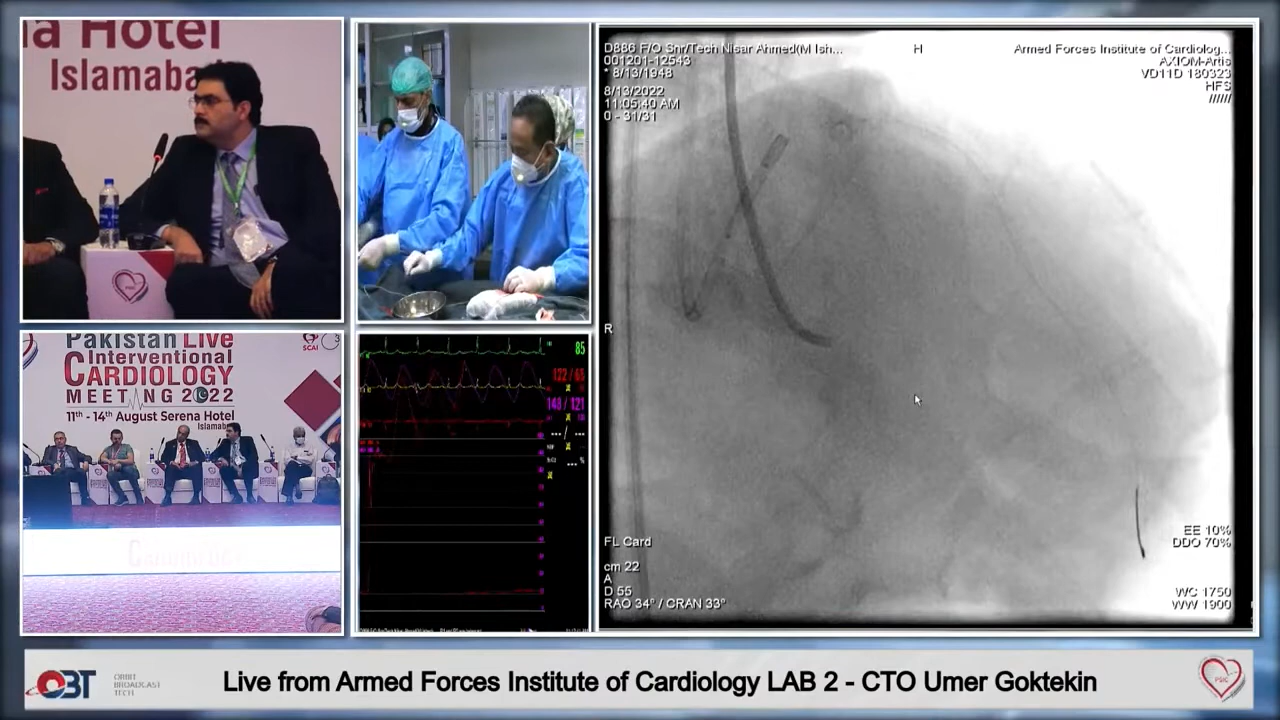 a Hotel
Islamaba
PSIC
Pakistan Live
Interventional
CARDIOLOGY
MEETING 2022
11th - 14th August Serena Hotel
Islamabad
SCAI
85
122 / 65
148 / 121
--- / ---
--- %
D886 F/O Snr/Tech Nisar Ahmed(M Ish...
001201-12543
* 8/13/1948
8/13/2022
11:05:40 AM
0 - 31/31
H
Armed Forces Institute of Cardiolog...
AXIOM-Artis
VD11D 180323
HFS
//////
R
FL Card
cm 22
A
D 55
RAO 34° / CRAN 33°
EE 10%
DDO 70%
WC 1750
WW 1900
OBT
ORBIT
BROADCAST
TECH
Live from Armed Forces Institute of Cardiology LAB 2 - CTO Umer Goktekin
PSIC